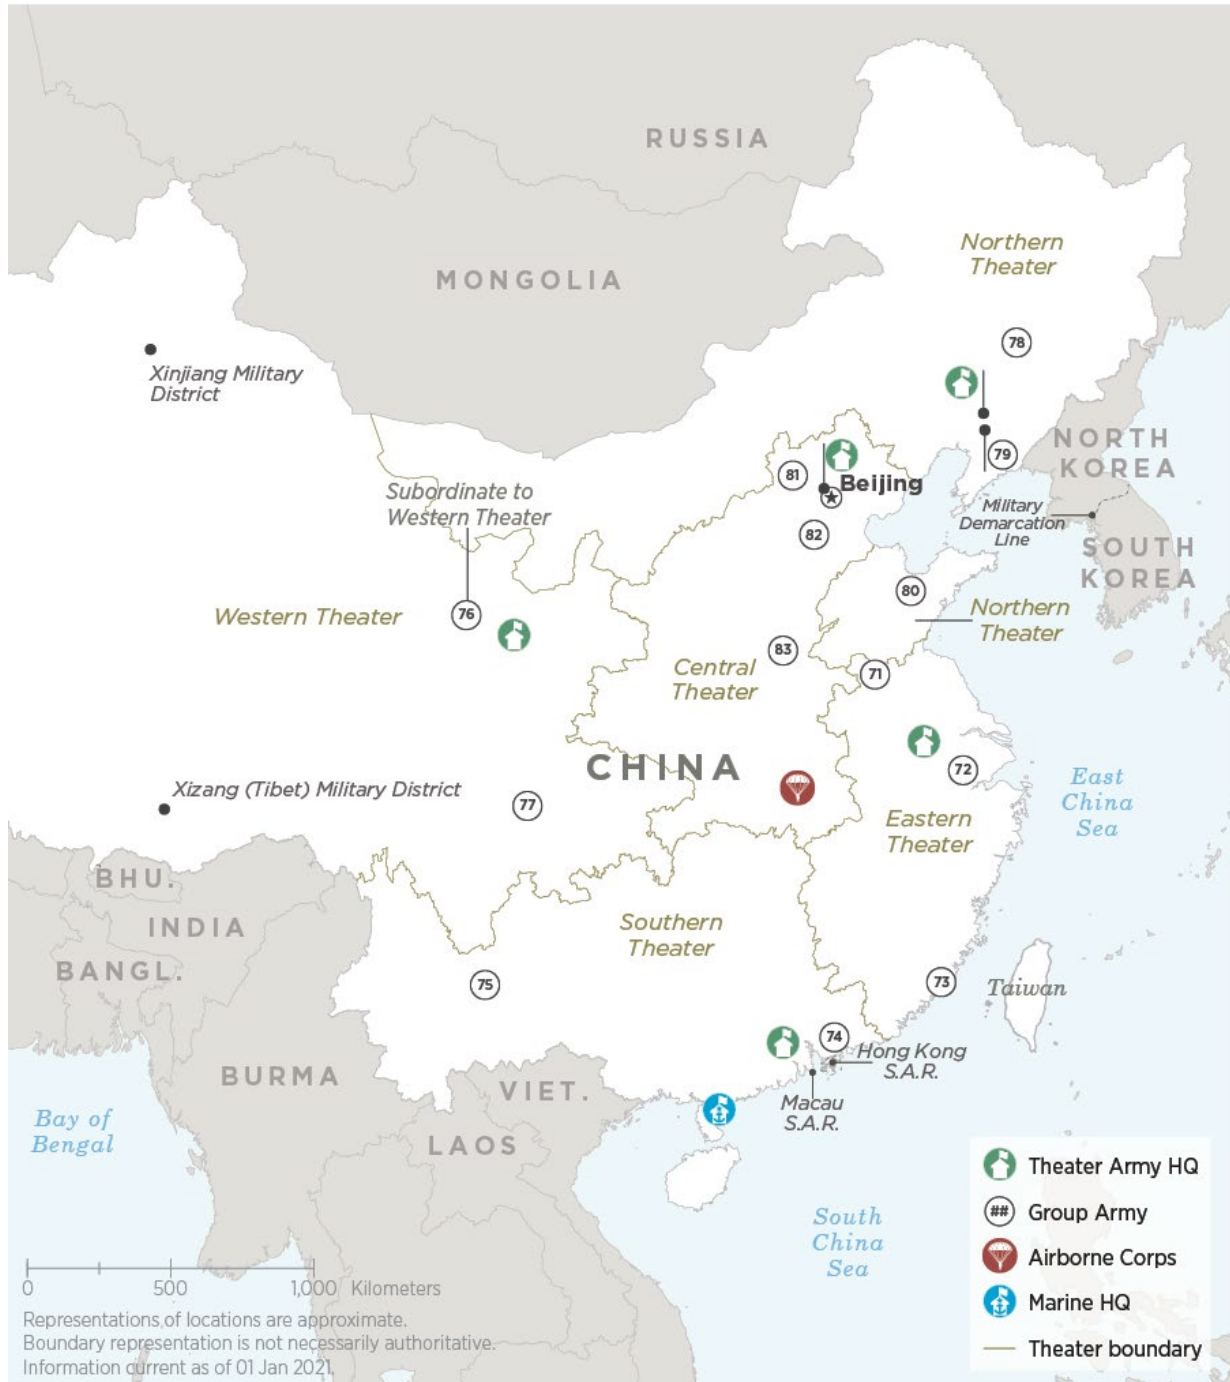 RUSSIA
MONGOLIA
Northern
Theater
78
Xinjiang Military
District
NORTH
KOREA
79
81
Beijing
Subordinate to
Western Theater
Military
Demarcation
Line
82
SOUTH
KOREA
80
Western Theater
76
Northern
Theater
83
Central
Theater
71
CHINA
72
East
China
Sea
Xizang (Tibet) Military District
77
Eastern
Theater
BHU.
INDIA
BANGL.
Southern
Theater
75
73
Taiwan
74
Hong Kong
S.A.R.
BURMA
VIET.
Macau
S.A.R.
Bay of
Bengal
LAOS
South
China
Sea
Theater Army HQ
## Group Army
Airborne Corps
Marine HQ
Theater boundary
0 500 1,000 Kilometers
Representations of locations are approximate.
Boundary representation is not necessarily authoritative.
Information current as of 01 Jan 2021.